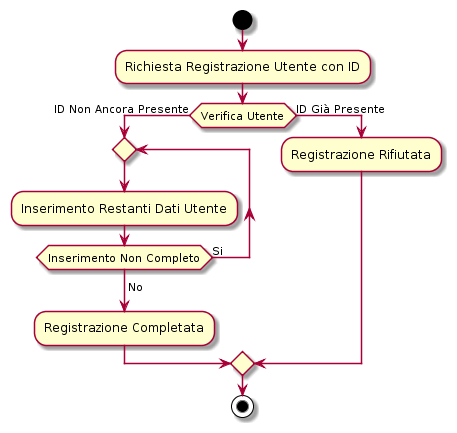 Richiesta Registrazione Utente con ID
ID Non Ancora Presente
Verifica Utente
ID Già Presente
Registrazione Rifiutata
Inserimento Restanti Dati Utente
Inserimento Non Completo
Si
No
Registrazione Completata